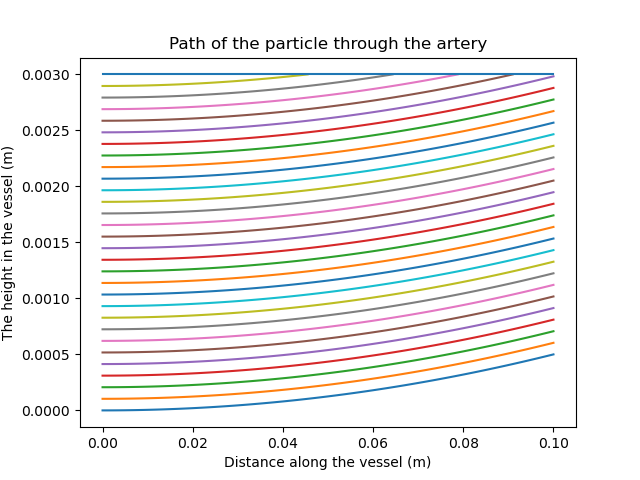 Path of the particle through the artery
0.0030
0.0025
0.0020
0.0015
0.0010
0.0005
0.0000
The height in the vessel (m)
0.00 0.02 0.04 0.06 0.08 0.10
Distance along the vessel (m)